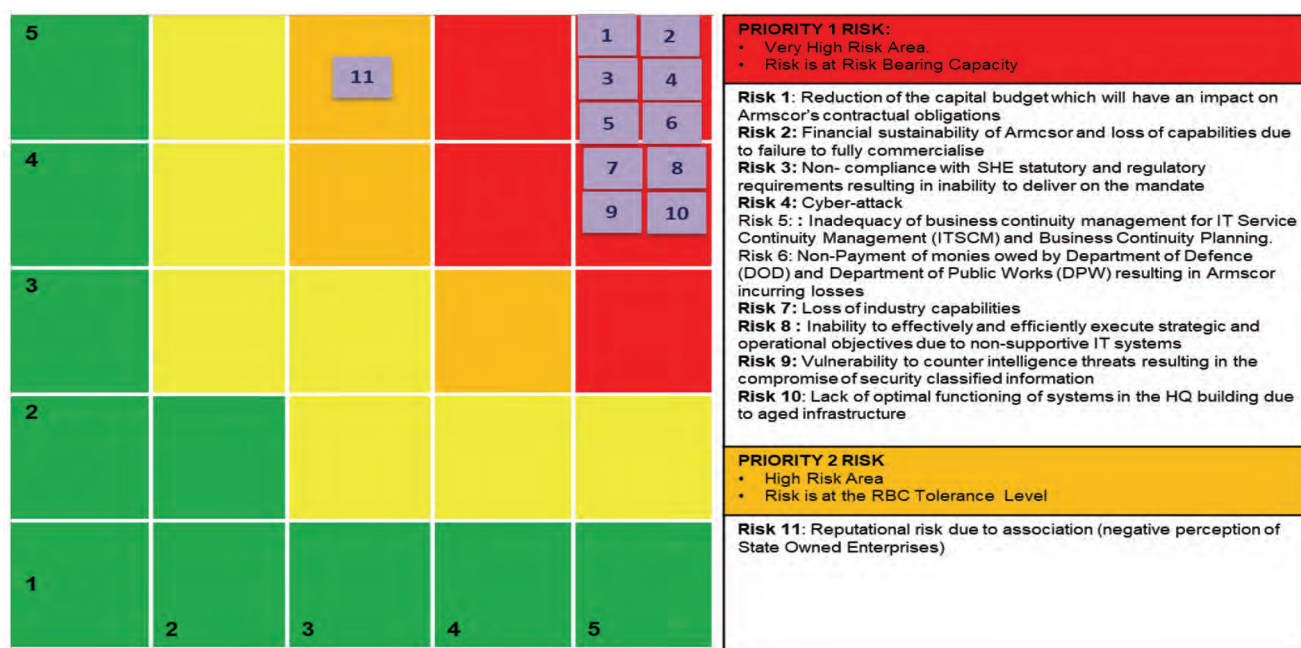 5
1 2
11
3 4
5 6
4
7 8
9 10
3
2
1
2 3 4 5
PRIORITY 1 RISK:
• Very High Risk Area.
• Risk is at Risk Bearing Capacity
Risk 1: Reduction of the capital budget which will have an impact on
Armscor's contractual obligations
Risk 2: Financial sustainability of Armcsor and loss of capabilities due
to failure to fully commercialise
Risk 3: Non- compliance with SHE statutory and regulatory
requirements resulting in inability to deliver on the mandate
Risk 4: Cyber-attack
Risk 5: : Inadequacy of business continuity management for IT Service
Continuity Management (ITSCM) and Business Continuity Planning.
Risk 6: Non-Payment of monies owed by Department of Defence
(DOD) and Department of Public Works (DPW) resulting in Armscor
incurring losses
Risk 7: Loss of industry capabilities
Risk 8 : Inability to effectively and efficiently execute strategic and
operational objectives due to non-supportive IT systems
Risk 9: Vulnerability to counter intelligence threats resulting in the
compromise of security classified information
Risk 10: Lack of optimal functioning of systems in the HQ building due
to aged infrastructure
PRIORITY 2 RISK
• High Risk Area
• Risk is at the RBC Tolerance Level
Risk 11: Reputational risk due to association (negative perception of
State Owned Enterprises)